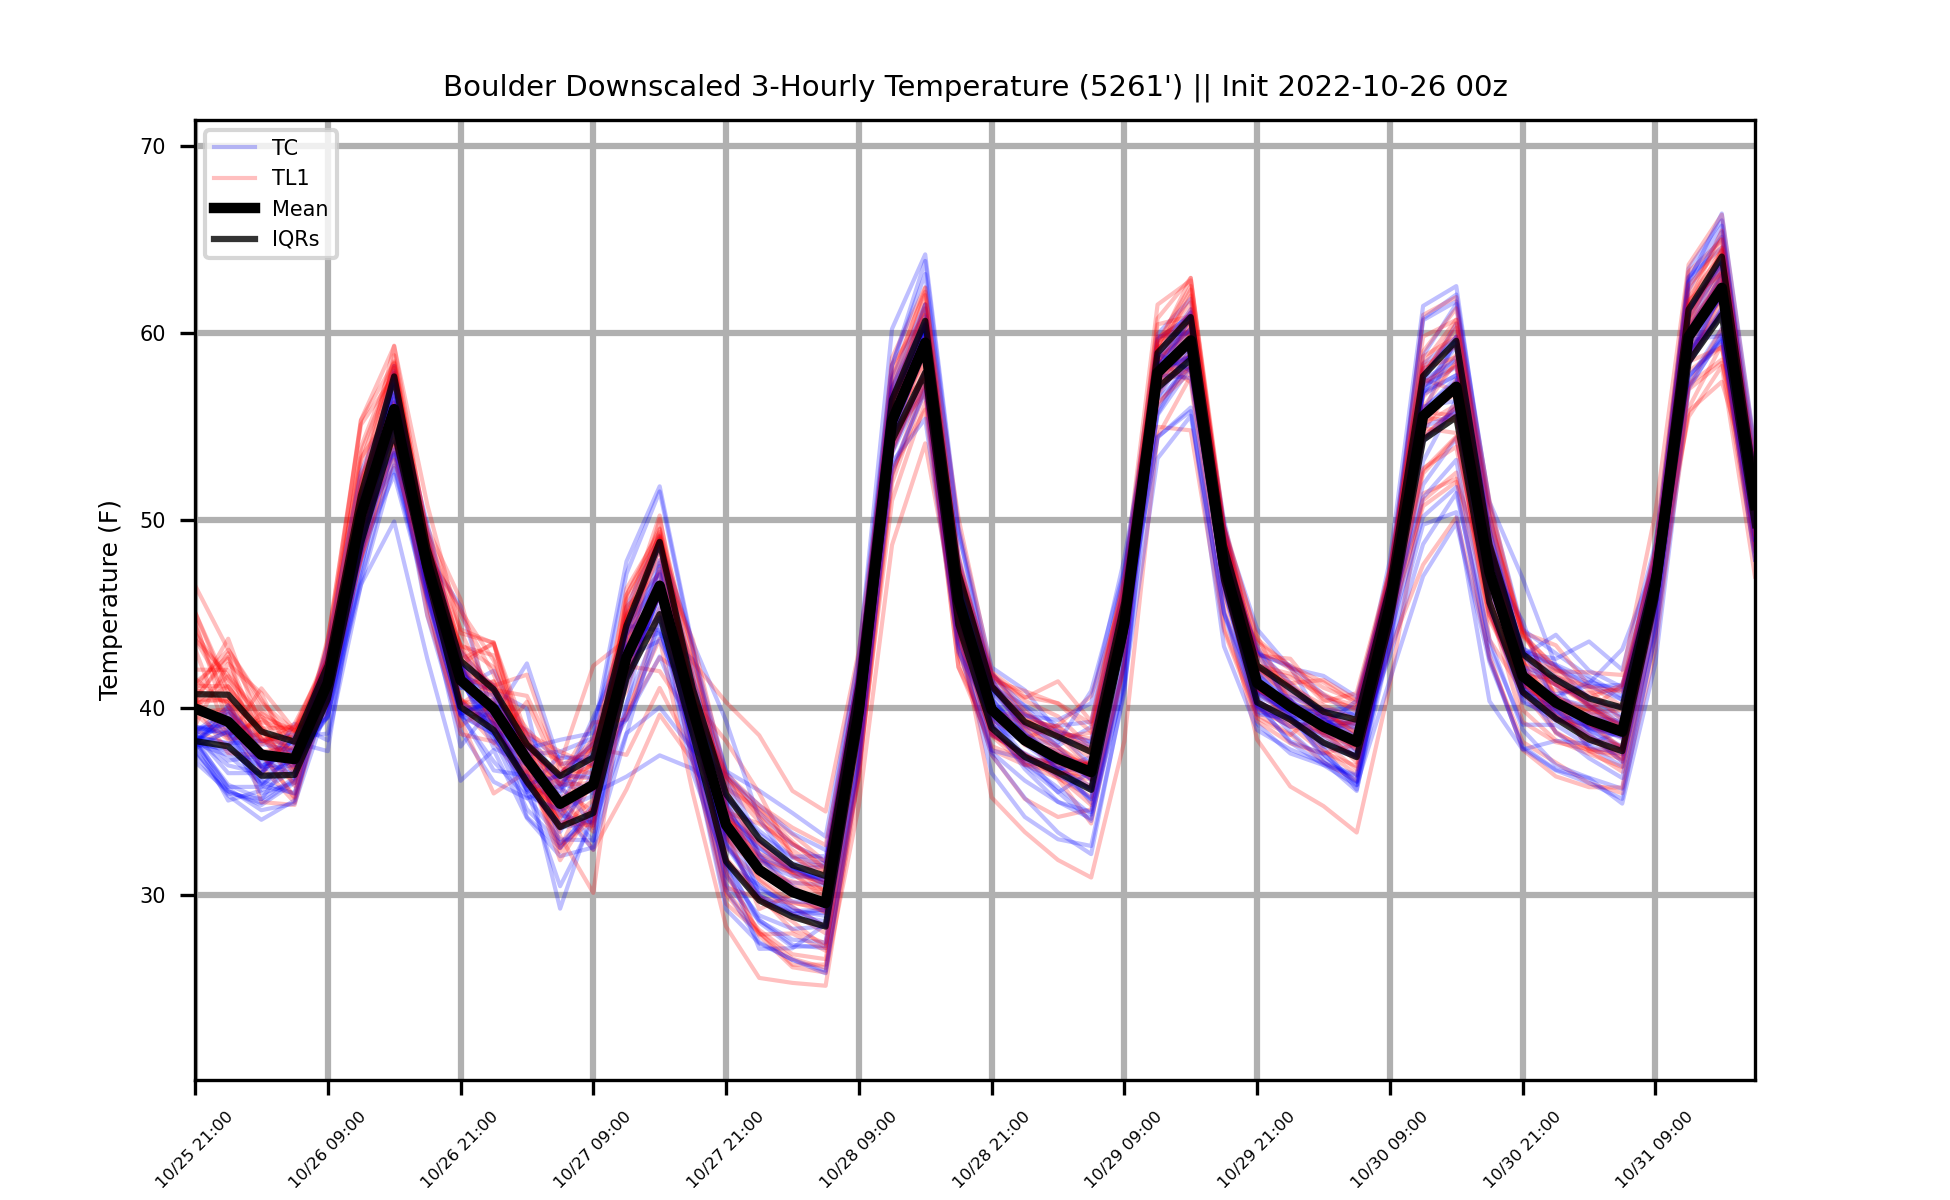 Boulder Downscaled 3-Hourly Temperature (5261') || Init 2022-10-26 00z
TC
TL1
Mean
IQRs
Temperature (F)
70
60
50
40
30
10/25 21:00
10/26 09:00
10/26 21:00
10/27 09:00
10/27 21:00
10/28 09:00
10/28 21:00
10/29 09:00
10/29 21:00
10/30 09:00
10/30 21:00
10/31 09:00